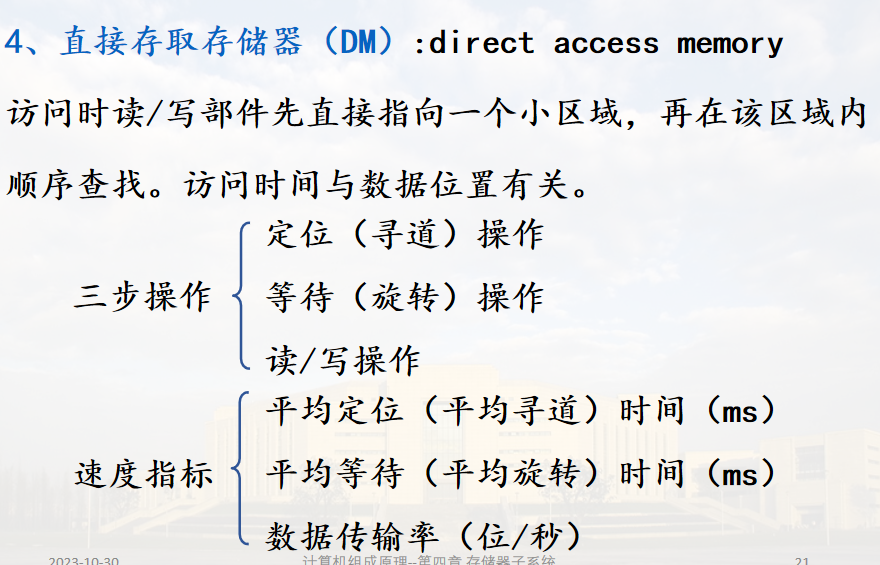 4、直接存取存储器（DM）:direct access memory
访问时读/写部件先直接指向一个小区域，再在该区域内
顺序查找。访问时间与数据位置有关。
三步操作
定位（寻道）操作
等待（旋转）操作
读/写操作
速度指标
平均定位（平均寻道）时间（ms）
平均等待（平均旋转）时间（ms）
数据传输率（位/秒）
2023-10-30
计算机组成原理--第四章 存储器子系统
21